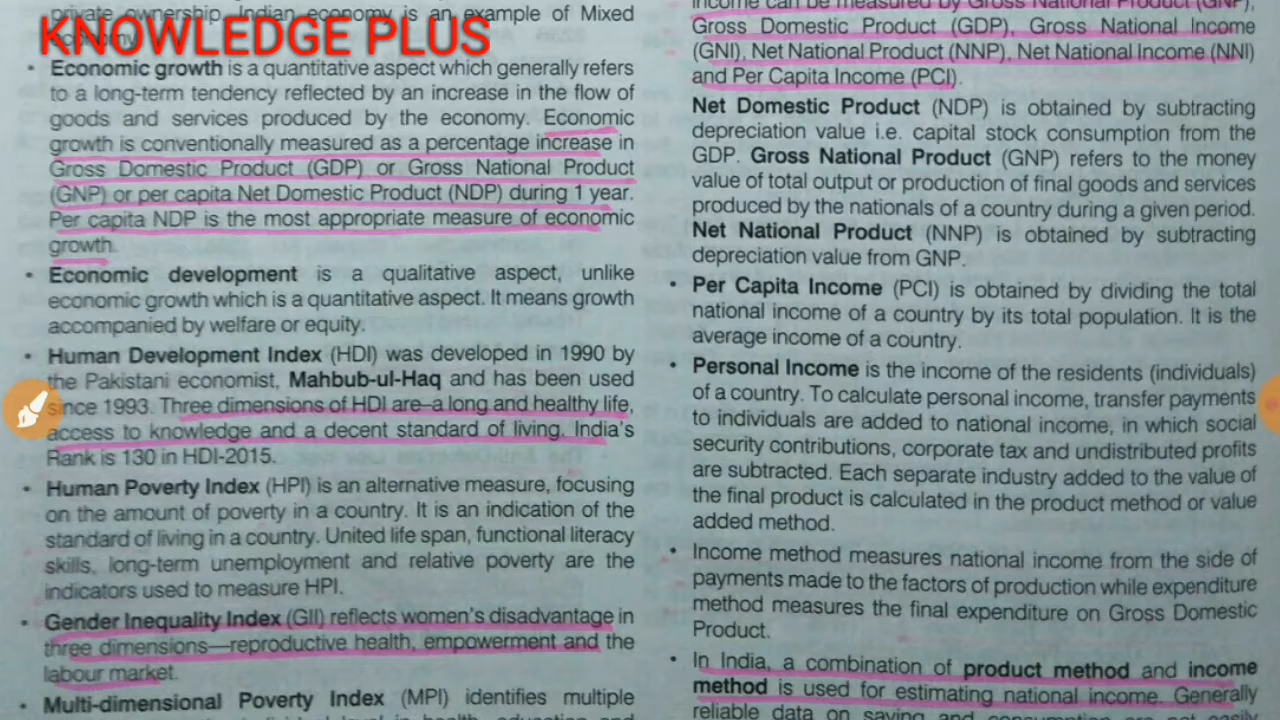 private ownership. Indian economy is an example of Mixed
KNOWLEDGE PLUS
• Economic growth is a quantitative aspect which generally refers
to a long-term tendency reflected by an increase in the flow of
goods and services produced by the economy. Economic
growth is conventionally measured as a percentage increase in
Gross Domestic Product (GDP) or Gross National Product
(GNP) or per capita Net Domestic Product (NDP) during 1 year.
Per capita NDP is the most appropriate measure of economic
growth.
• Economic development is a qualitative aspect, unlike
economic growth which is a quantitative aspect. It means growth
accompanied by welfare or equity.
• Human Development Index (HDI) was developed in 1990 by
the Pakistani economist, Mahbub-ul-Haq and has been used
since 1993. Three dimensions of HDI are–a long and healthy life,
access to knowledge and a decent standard of living. India's
Rank is 130 in HDI-2015.
• Human Poverty Index (HPI) is an alternative measure, focusing
on the amount of poverty in a country. It is an indication of the
standard of living in a country. United life span, functional literacy
skills, long-term unemployment and relative poverty are the
indicators used to measure HPI.
• Gender Inequality Index (GII) reflects women's disadvantage in
three dimensions—reproductive health, empowerment and the
labour market.
• Multi-dimensional Poverty Index (MPI) identifies multiple
income can be measured by Gross National Product (GNP),
Gross Domestic Product (GDP), Gross National Income
(GNI), Net National Product (NNP), Net National Income (NNI)
and Per Capita Income (PCI).
Net Domestic Product (NDP) is obtained by subtracting
depreciation value i.e. capital stock consumption from the
GDP. Gross National Product (GNP) refers to the money
value of total output or production of final goods and services
produced by the nationals of a country during a given period.
Net National Product (NNP) is obtained by subtracting
depreciation value from GNP.
• Per Capita Income (PCI) is obtained by dividing the total
national income of a country by its total population. It is the
average income of a country.
• Personal Income is the income of the residents (individuals)
of a country. To calculate personal income, transfer payments
to individuals are added to national income, in which social
security contributions, corporate tax and undistributed profits
are subtracted. Each separate industry added to the value of
the final product is calculated in the product method or value
added method.
• Income method measures national income from the side of
payments made to the factors of production while expenditure
method measures the final expenditure on Gross Domestic
Product.
• In India, a combination of product method and income
method is used for estimating national income. Generally
reliable data on saving and consumption are